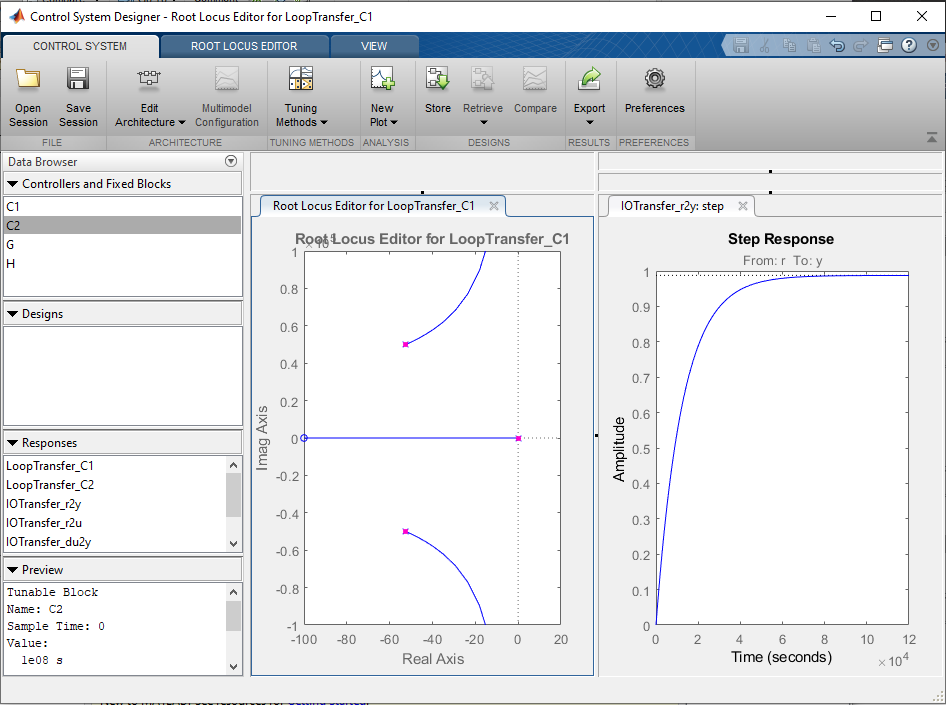 Control System Designer - Root Locus Editor for LoopTransfer_C1
CONTROL SYSTEM ROOT LOCUS EDITOR VIEW
Open Session
Save Session
Edit Architecture
Multimodel Configuration
Tuning Methods
New Plot
Store
Retrieve
Compare
Export
Preferences
FILE ARCHITECTURE TUNING METHODS ANALYSIS DESIGNS RESULTS PREFERENCES
Data Browser
Controllers and Fixed Blocks
C1
C2
G
H
Designs
Responses
LoopTransfer_C1
LoopTransfer_C2
IOTransfer_r2y
IOTransfer_r2u
IOTransfer_du2y
Preview
Tunable Block
Name: C2
Sample Time: 0
Value:
1e08 s
Root Locus Editor for LoopTransfer_C1
Root Locus Editor for LoopTransfer_C1
1
0.8
0.6
0.4
0.2
0
-0.2
-0.4
-0.6
-0.8
-1
Imag Axis
-100 -80 -60 -40 -20 0 20
Real Axis
IOTransfer_r2y: step
Step Response
From: r To: y
1
0.9
0.8
0.7
0.6
0.5
0.4
0.3
0.2
0.1
0
Amplitude
0 2 4 6 8 10 12
Time (seconds)
×10⁴